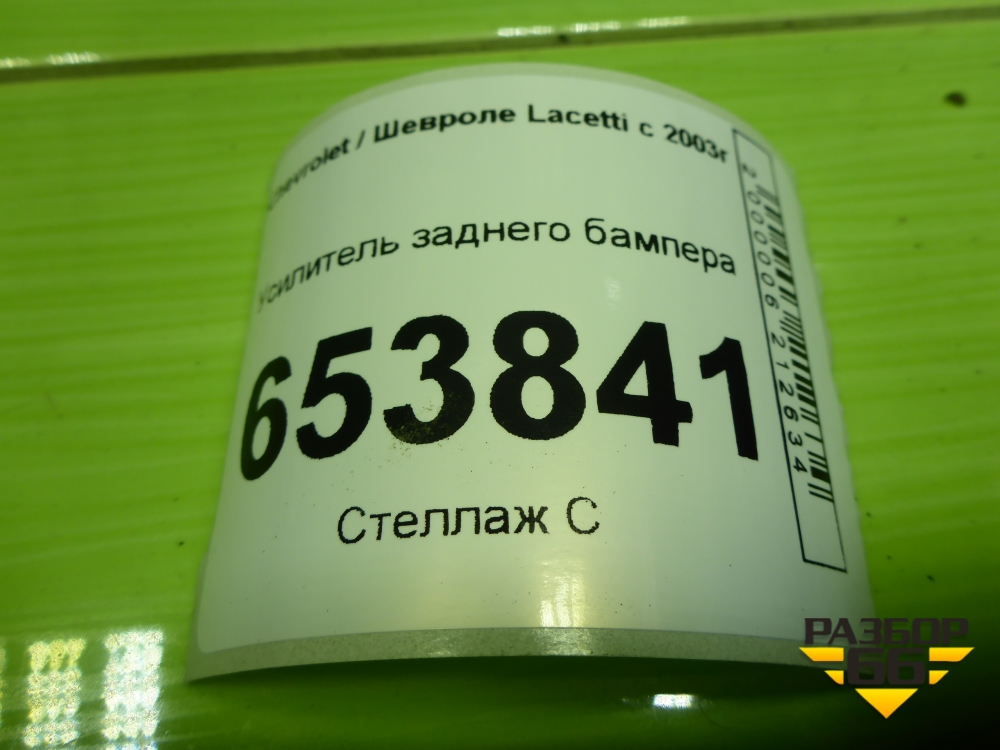 Chevrolet / Шевроле Lacetti с 2003г
Усилитель заднего бампера
653841
Стеллаж С
2000006212634
РАЗБОР
66